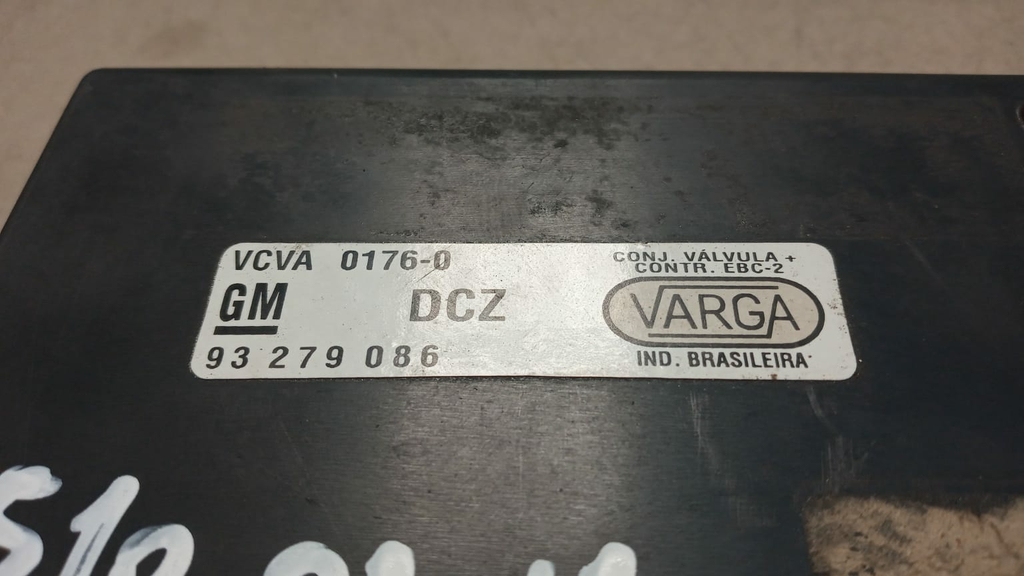 VCVA 0176-0
CONJ. VÁLVULA +
CONTR. EBC-2
GM DCZ
VARGA
93 279 086
IND. BRASILEIRA